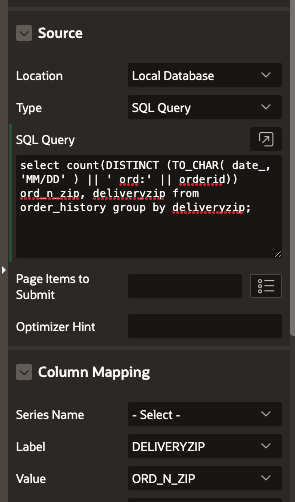 Source
Location Local Database
Type SQL Query
SQL Query
select count(DISTINCT (TO_CHAR( date_,
'MM/DD' ) || ' ord:' || orderid))
ord_n_zip, deliveryzip from
order_history group by deliveryzip;
Page Items to
Submit
Optimizer Hint
Column Mapping
Series Name - Select -
Label DELIVERYZIP
Value ORD_N_ZIP